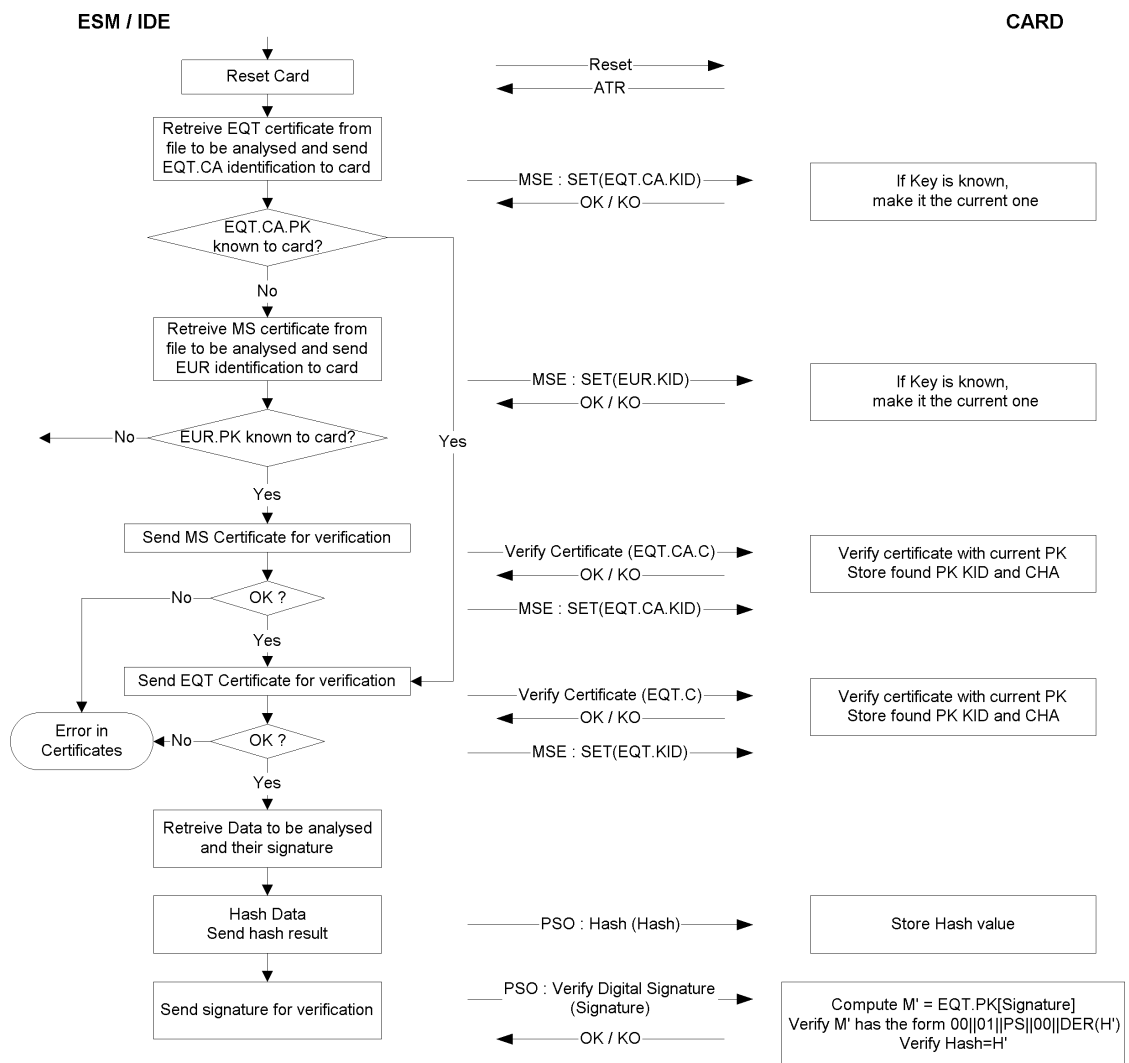 ESM / IDE
CARD
Reset Card
Reset
ATR
Retreive EQT certificate from
file to be analysed and send
EQT.CA identification to card
MSE : SET(EQT.CA.KID)
OK / KO
If Key is known,
make it the current one
EQT.CA.PK
known to card?
No
Retreive MS certificate from
file to be analysed and send
EUR identification to card
MSE : SET(EUR.KID)
OK / KO
If Key is known,
make it the current one
No
EUR.PK known to card?
Yes
Yes
Send MS Certificate for verification
Verify Certificate (EQT.CA.C)
OK / KO
Verify certificate with current PK
Store found PK KID and CHA
No
OK ?
MSE : SET(EQT.CA.KID)
Yes
Send EQT Certificate for verification
Verify Certificate (EQT.C)
OK / KO
Verify certificate with current PK
Store found PK KID and CHA
Error in
Certificates
No
OK ?
MSE : SET(EQT.KID)
Yes
Retreive Data to be analysed
and their signature
Hash Data
Send hash result
PSO : Hash (Hash)
Store Hash value
Send signature for verification
PSO : Verify Digital Signature
(Signature)
OK / KO
Compute M' = EQT.PK[Signature]
Verify M' has the form 00||01||PS||00||DER(H')
Verify Hash=H'